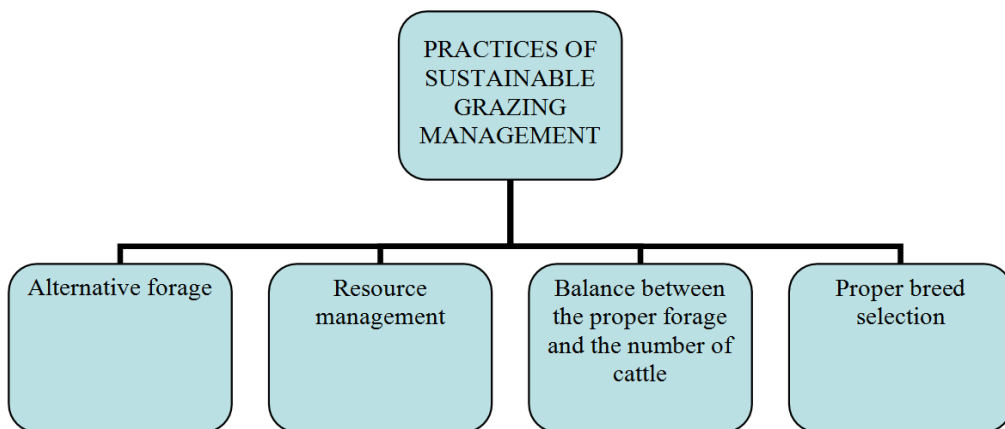 PRACTICES OF
SUSTAINABLE
GRAZING
MANAGEMENT
Alternative forage
Resource
management
Balance between
the proper forage
and the number of
cattle
Proper breed
selection